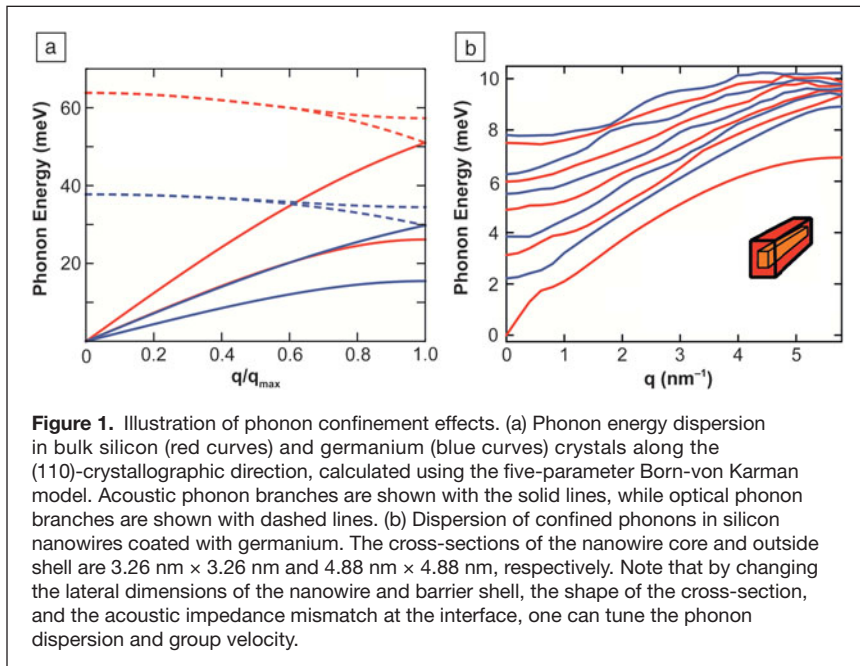 a
b
Phonon Energy (meV)
60
40
20
0
0.2
0.4
0.6
0.8
1.0
q/qmax
Phonon Energy (meV)
10
8
6
4
2
0
0
1
2
3
4
5
q (nm⁻¹)
Figure 1. Illustration of phonon confinement effects. (a) Phonon energy dispersion
in bulk silicon (red curves) and germanium (blue curves) crystals along the
(110)-crystallographic direction, calculated using the five-parameter Born-von Karman
model. Acoustic phonon branches are shown with the solid lines, while optical phonon
branches are shown with dashed lines. (b) Dispersion of confined phonons in silicon
nanowires coated with germanium. The cross-sections of the nanowire core and outside
shell are 3.26 nm × 3.26 nm and 4.88 nm × 4.88 nm, respectively. Note that by changing
the lateral dimensions of the nanowire and barrier shell, the shape of the cross-section,
and the acoustic impedance mismatch at the interface, one can tune the phonon
dispersion and group velocity.